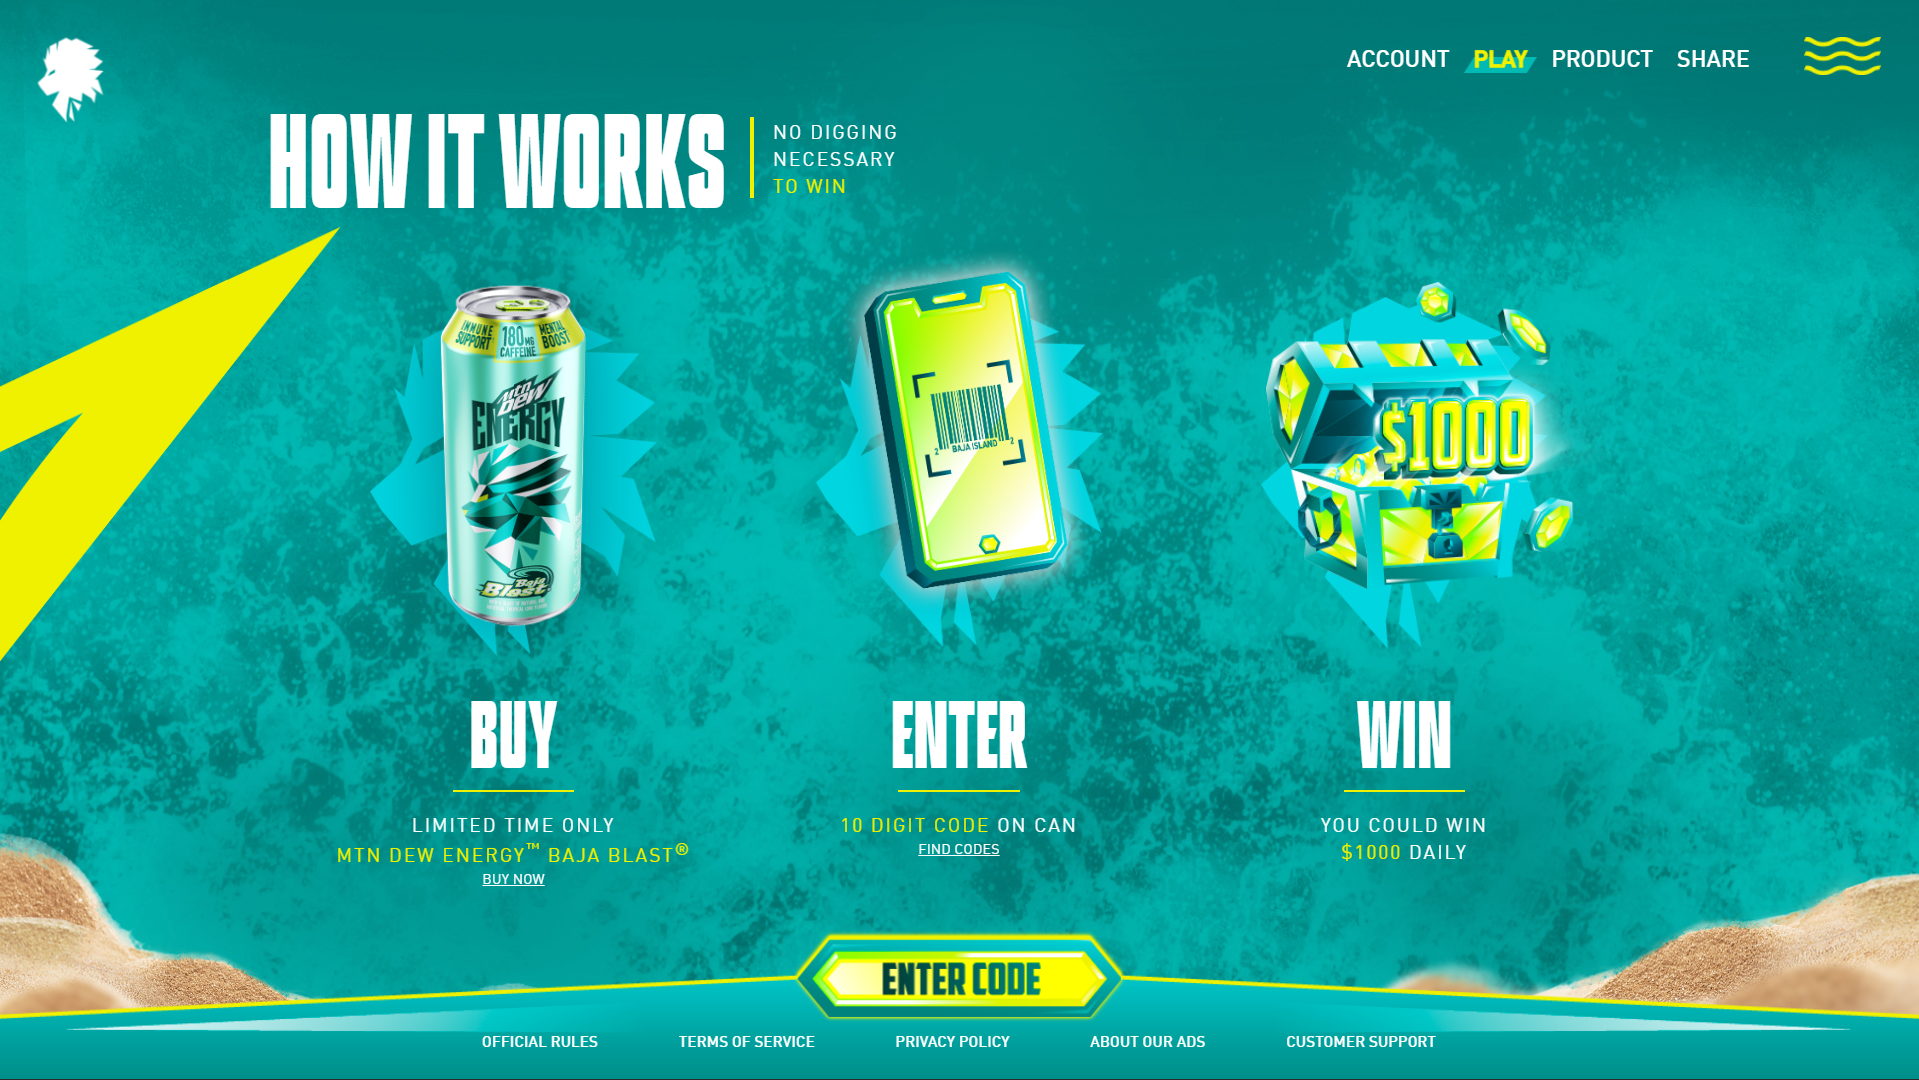 ACCOUNT PLAY PRODUCT SHARE
HOW IT WORKS
NO DIGGING
NECESSARY
TO WIN
IMMUNE
SUPPORT
180MG
CAFFEINE
MENTAL
BOOST
mtn
DEW
ENERGY
Baja
Blast
2 BAJA ISLAND 2
$1000
BUY
LIMITED TIME ONLY
MTN DEW ENERGY™ BAJA BLAST®
BUY NOW
ENTER
10 DIGIT CODE ON CAN
FIND CODES
WIN
YOU COULD WIN
$1000 DAILY
ENTER CODE
OFFICIAL RULES TERMS OF SERVICE PRIVACY POLICY ABOUT OUR ADS CUSTOMER SUPPORT